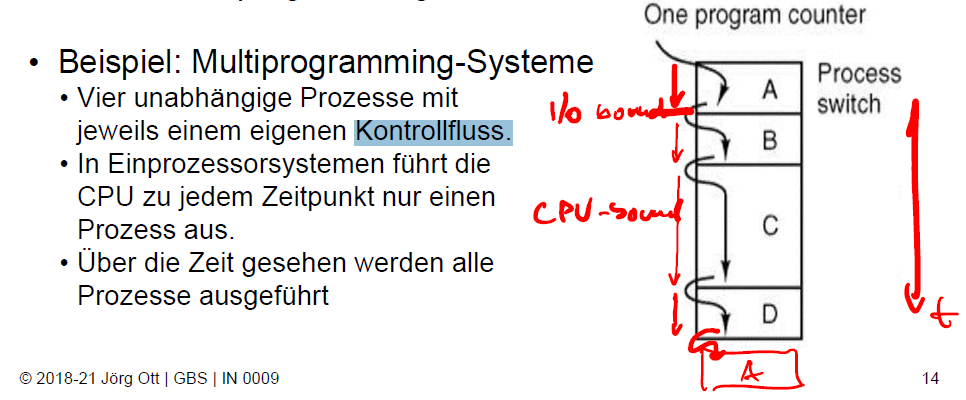 One program counter
• Beispiel: Multiprogramming-Systeme
• Vier unabhängige Prozesse mit
jeweils einem eigenen Kontrollfluss.
• In Einprozessorsystemen führt die
CPU zu jedem Zeitpunkt nur einen
Prozess aus.
• Über die Zeit gesehen werden alle
Prozesse ausgeführt
Process
switch
A
I/O bound
B
CPU-bound
C
D
A
t
© 2018-21 Jörg Ott | GBS | IN 0009
14